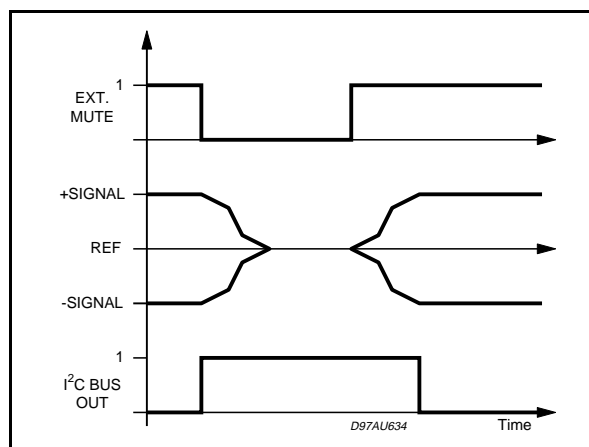 1
EXT.
MUTE
+SIGNAL
REF
-SIGNAL
1
I²C BUS
OUT
D97AU634
Time